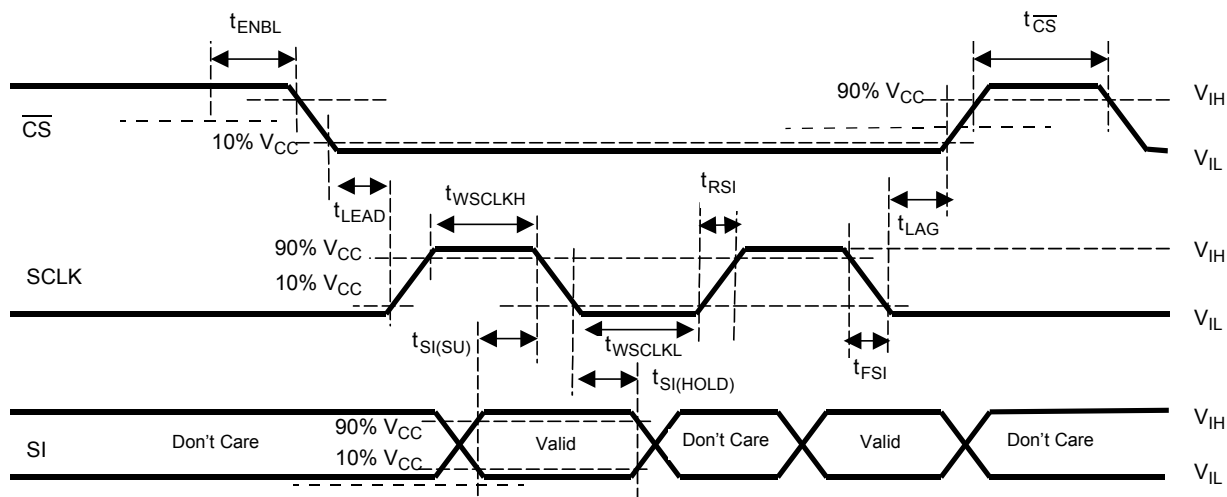 tENBL
tCS
90% VCC
VIH
CS
10% VCC
VIL
tLEAD
tWSCLKH
tRSI
tLAG
90% VCC
VIH
SCLK
10% VCC
VIL
tSI(SU)
tWSCLKL
tFSI
tSI(HOLD)
VIH
SI
Don't Care
90% VCC
Valid
Don't Care
Valid
Don't Care
10% VCC
VIL